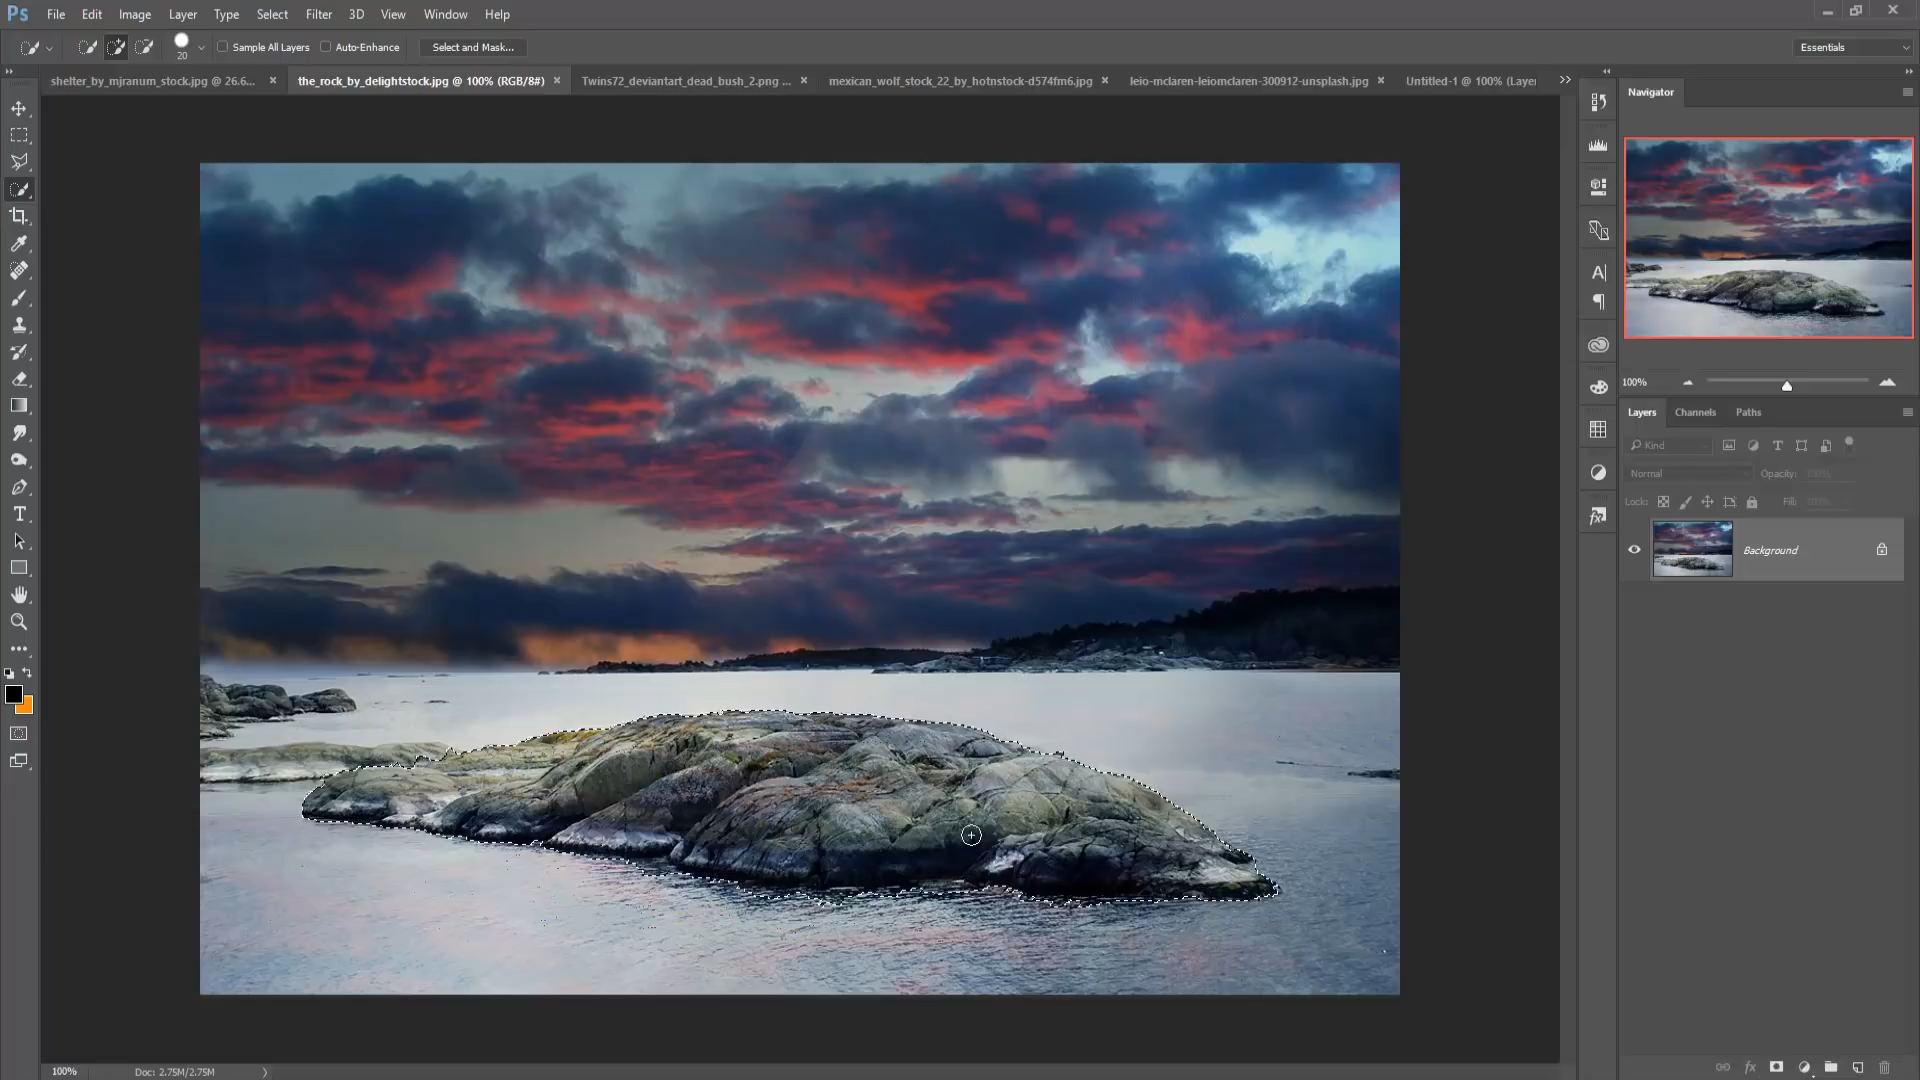 Ps File Edit Image Layer Type Select Filter 3D View Window Help
20 Sample All Layers Auto-Enhance Select and Mask... Essentials
shelter_by_mjranum_stock.jpg @ 26.6... × the_rock_by_delightstock.jpg @ 100% (RGB/8#) × Twins72_deviantart_dead_bush_2.png ... × mexican_wolf_stock_22_by_hotnstock-d574fm6.jpg × leio-mclaren-leiomclaren-300912-unsplash.jpg × Untitled-1 @ 100% (Layer
Navigator
100%
Layers Channels Paths
Kind
Normal Opacity: 100%
Lock: Fill: 100%
Background
100% Doc: 2.75M/2.75M